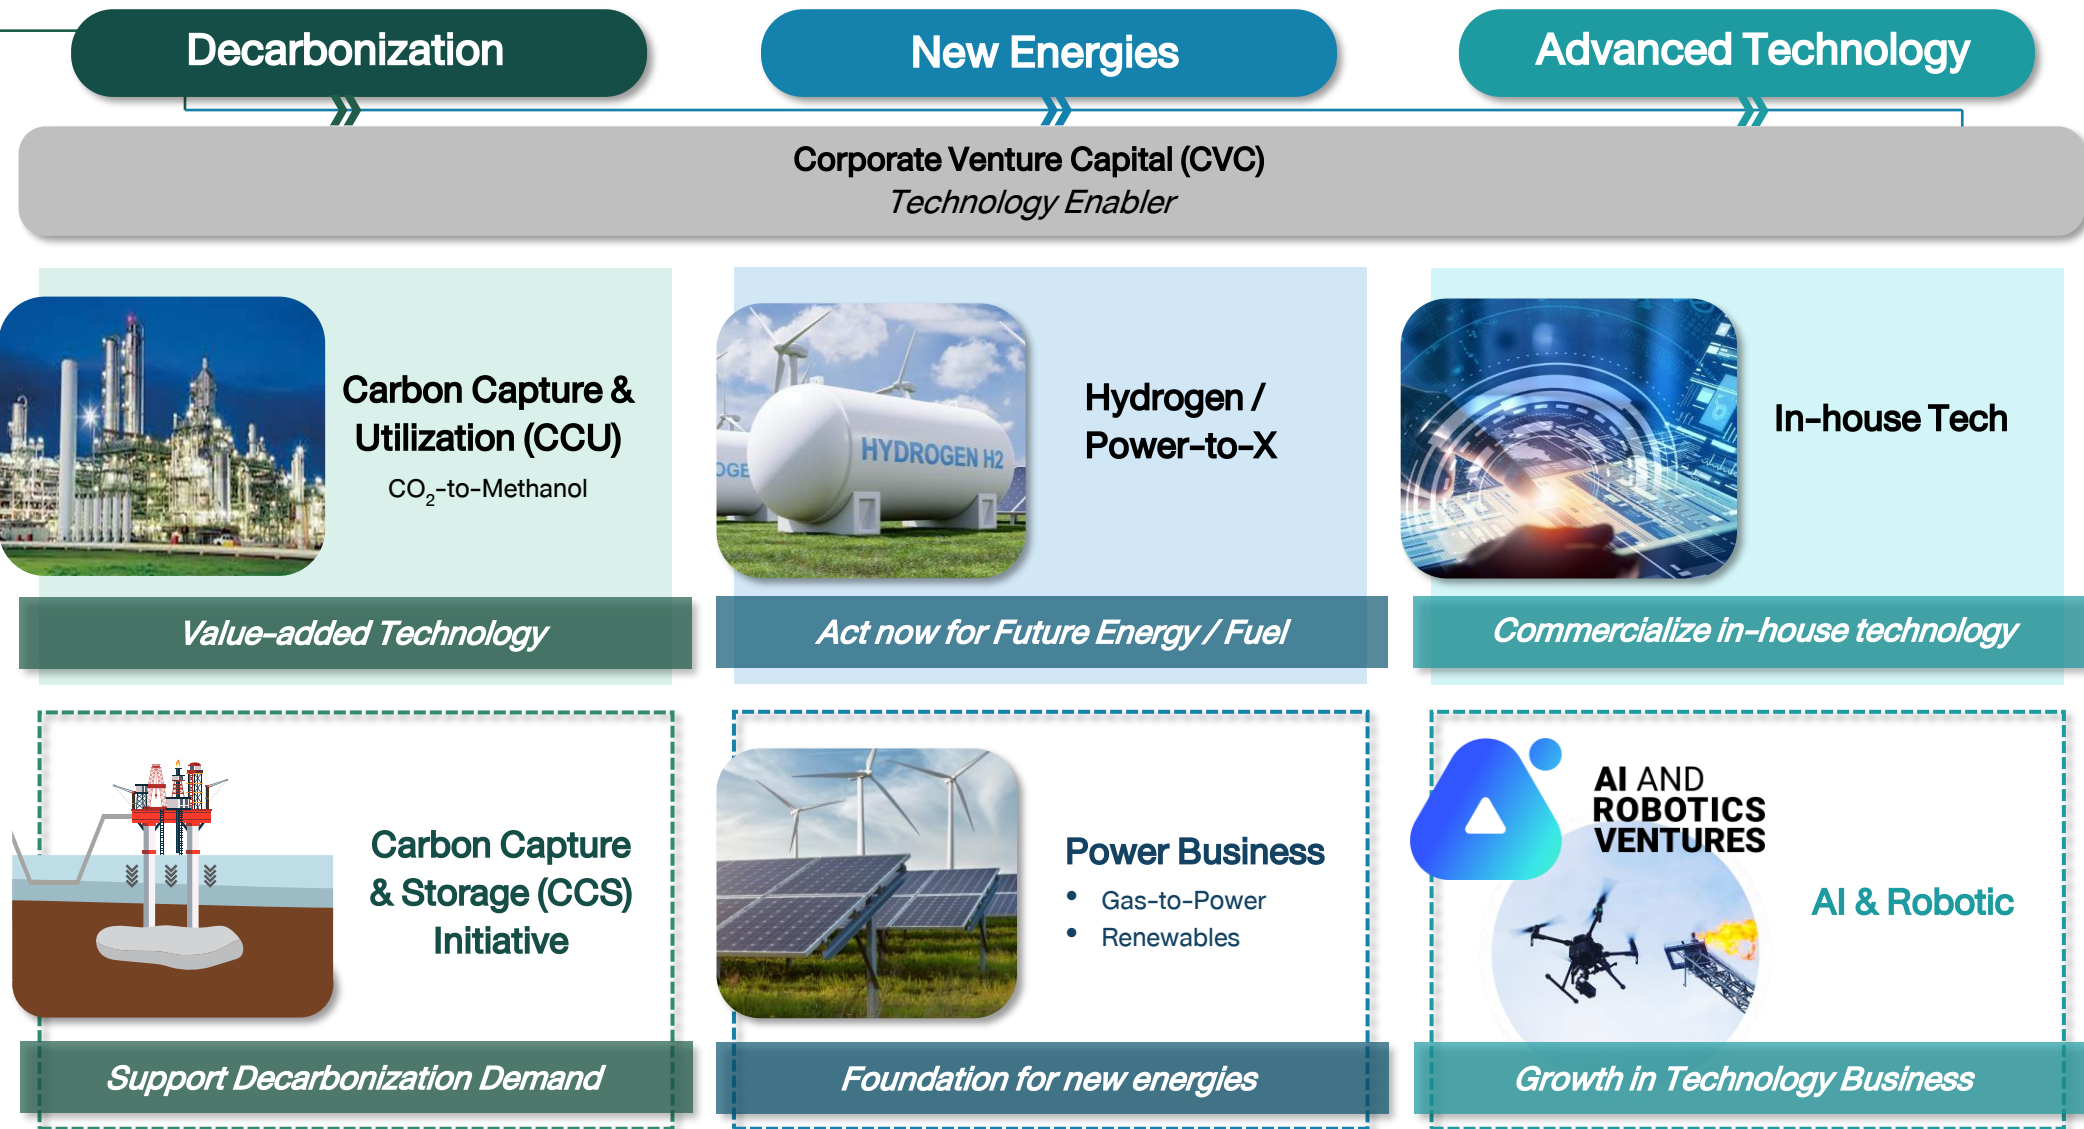 Decarbonization
New Energies
Advanced Technology
Corporate Venture Capital (CVC)
Technology Enabler
Carbon Capture &
Utilization (CCU)
CO₂-to-Methanol
Value-added Technology
OGE
HYDROGEN H2
Hydrogen /
Power-to-X
Act now for Future Energy / Fuel
In-house Tech
Commercialize in-house technology
Carbon Capture
& Storage (CCS)
Initiative
Support Decarbonization Demand
Power Business
• Gas-to-Power
• Renewables
Foundation for new energies
AI AND
ROBOTICS
VENTURES
AI & Robotic
Growth in Technology Business